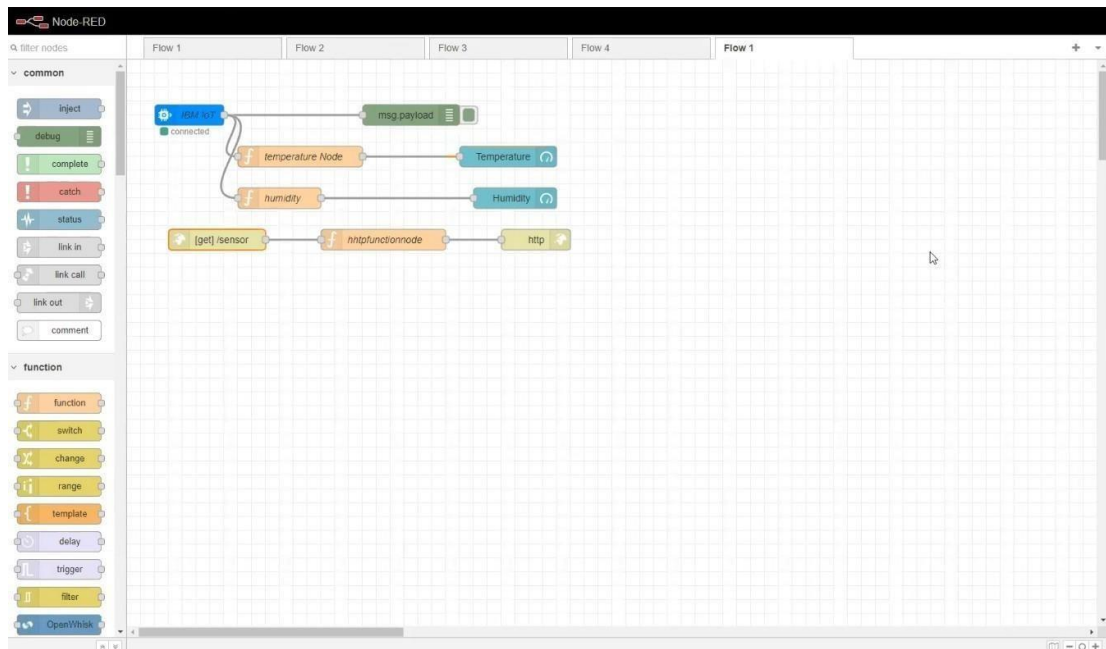 Node-RED
filter nodes
Flow 1
Flow 2
Flow 3
Flow 4
Flow 1
common
inject
debug
complete
catch
status
link in
link call
link out
comment
function
function
switch
change
range
template
delay
trigger
filter
OpenWhisk
IBM IoT
connected
msg.payload
temperature Node
Temperature
humidity
Humidity
[get] /sensor
hhtpfunctionnode
http